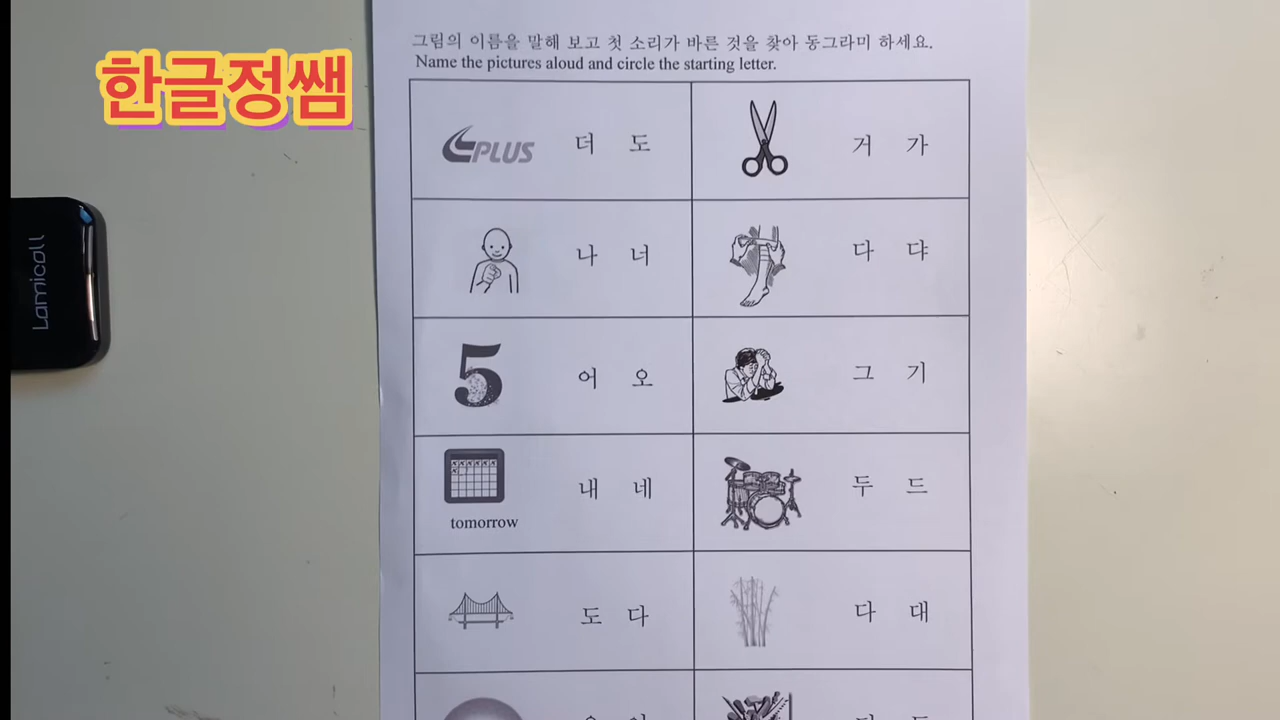 한글정쌤
그림의 이름을 말해 보고 첫 소리가 바른 것을 찾아 동그라미 하세요.
Name the pictures aloud and circle the starting letter.
PLUS 더 도
거 가
나 너
다 댜
5 어 오
그 기
내 네
tomorrow
두 드
도 다
다 대
Lamicall